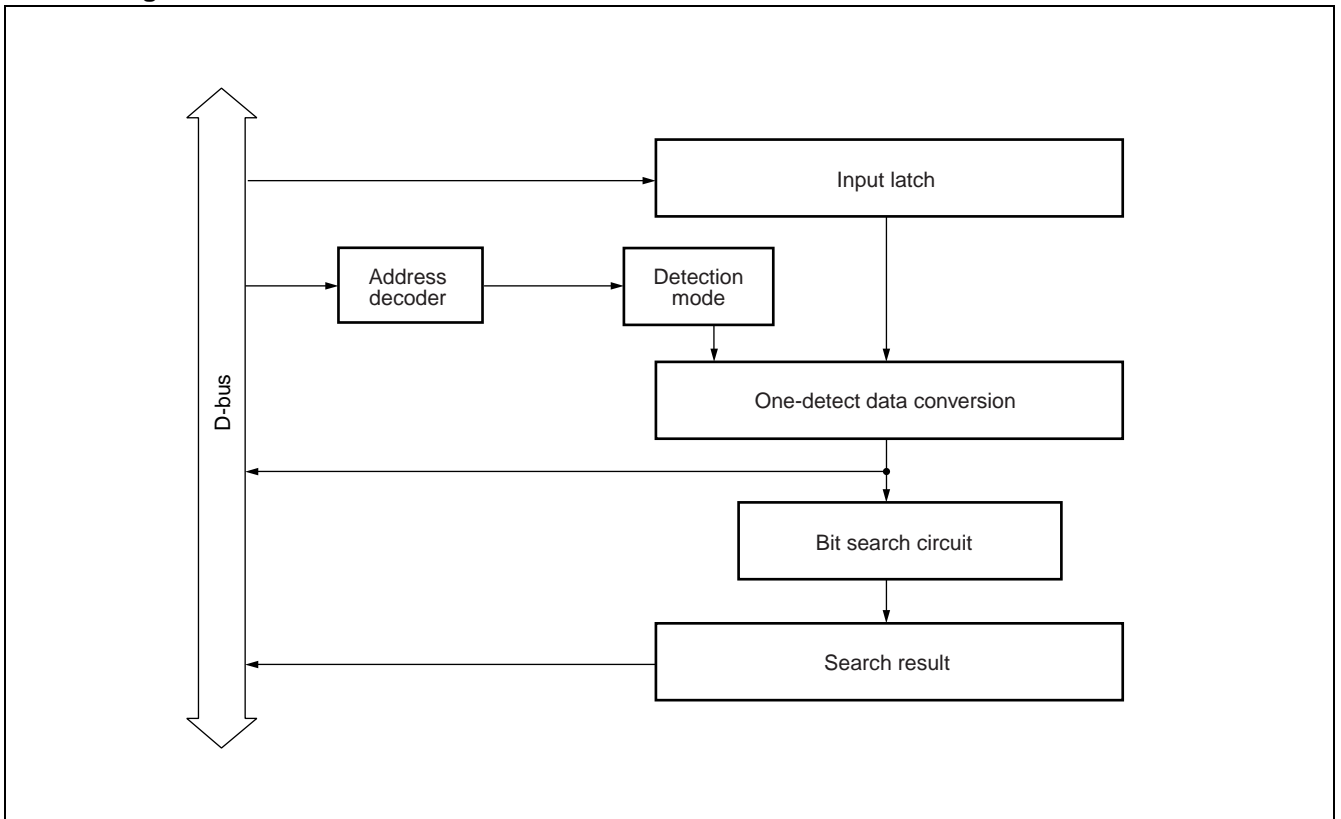 Input latch
Address
decoder
Detection
mode
D-bus
One-detect data conversion
Bit search circuit
Search result